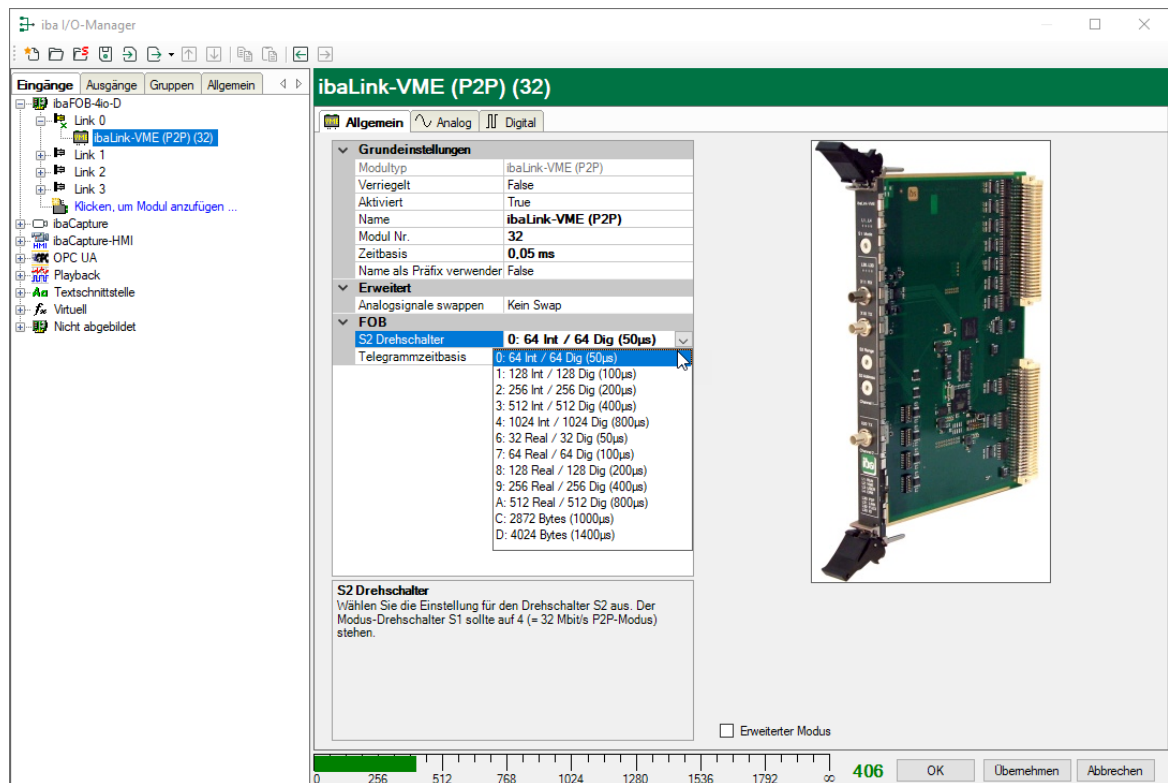 iba I/O-Manager
Eingänge Ausgänge Gruppen Allgemein
ibaFOB-4io-D
Link 0
ibaLink-VME (P2P) (32)
Link 1
Link 2
Link 3
Klicken, um Modul anzufügen ...
ibaCapture
ibaCapture-HMI
OPC UA
Playback
Textschnittstelle
Virtuell
Nicht abgebildet
ibaLink-VME (P2P) (32)
Allgemein Analog Digital
Grundeinstellungen
Modultyp ibaLink-VME (P2P)
Verriegelt False
Aktiviert True
Name ibaLink-VME (P2P)
Modul Nr. 32
Zeitbasis 0,05 ms
Name als Präfix verwender False
Erweitert
Analogsignale swappen Kein Swap
FOB
S2 Drehschalter 0: 64 Int / 64 Dig (50µs)
Telegrammzeitbasis
0: 64 Int / 64 Dig (50µs)
1: 128 Int / 128 Dig (100µs)
2: 256 Int / 256 Dig (200µs)
3: 512 Int / 512 Dig (400µs)
4: 1024 Int / 1024 Dig (800µs)
6: 32 Real / 32 Dig (50µs)
7: 64 Real / 64 Dig (100µs)
8: 128 Real / 128 Dig (200µs)
9: 256 Real / 256 Dig (400µs)
A: 512 Real / 512 Dig (800µs)
C: 2872 Bytes (1000µs)
D: 4024 Bytes (1400µs)
S2 Drehschalter
Wählen Sie die Einstellung für den Drehschalter S2 aus. Der
Modus-Drehschalter S1 sollte auf 4 (= 32 Mbit/s P2P-Modus)
stehen.
Erweiterter Modus
0 256 512 768 1024 1280 1536 1792 ∞
406 OK Übernehmen Abbrechen